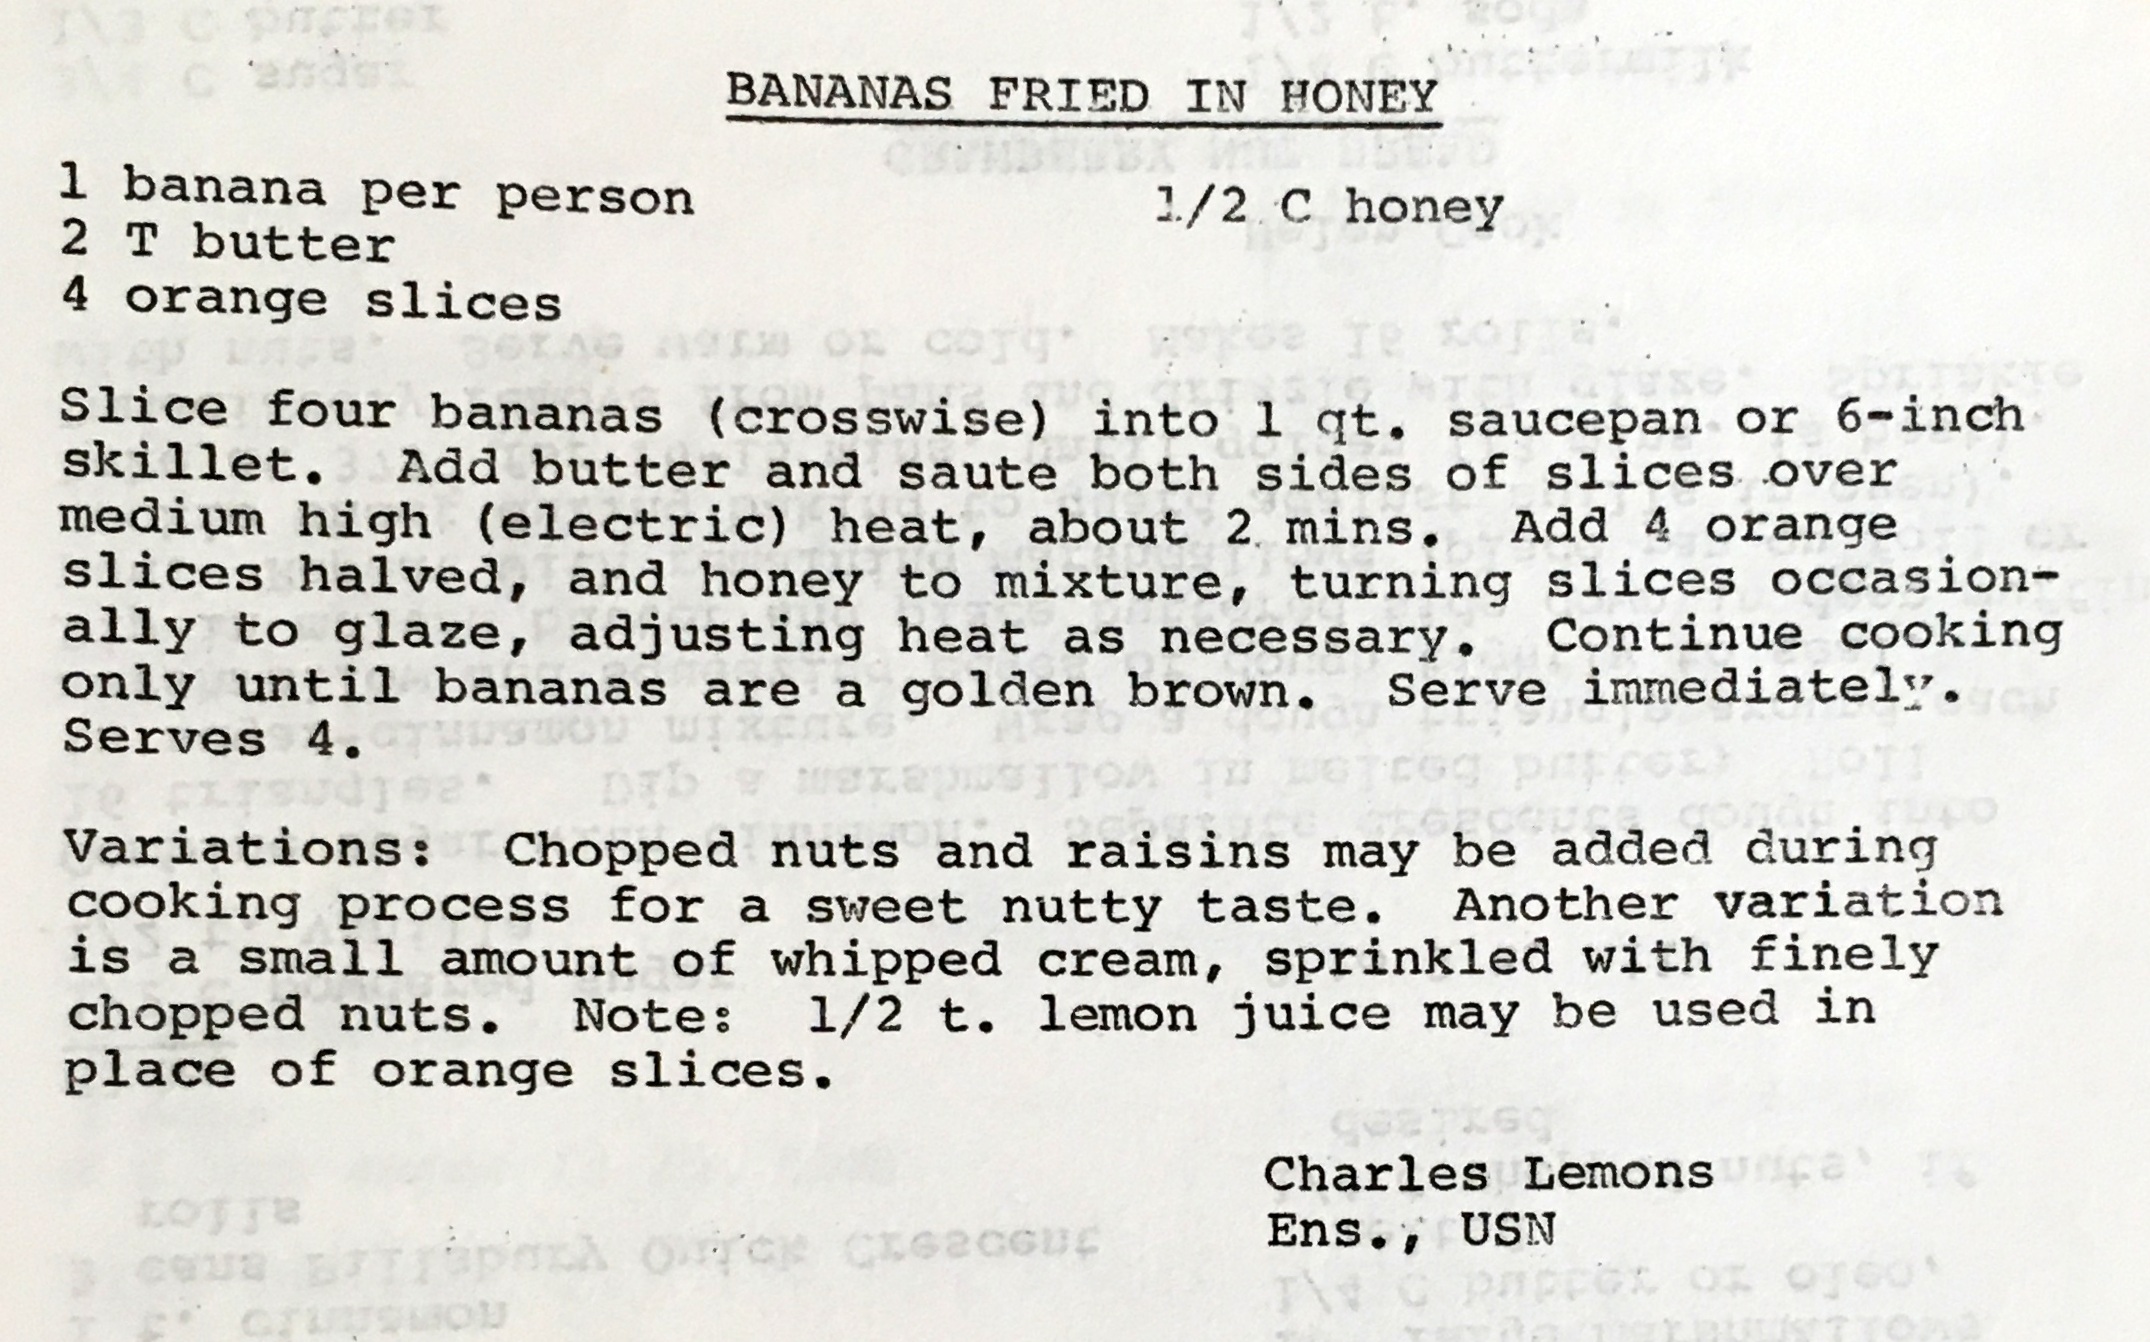 BANANAS FRIED IN HONEY
1 banana per person 1/2 C honey
2 T butter
4 orange slices
Slice four bananas (crosswise) into 1 qt. saucepan or 6-inch
skillet. Add butter and saute both sides of slices over
medium high (electric) heat, about 2 mins. Add 4 orange
slices halved, and honey to mixture, turning slices occasion-
ally to glaze, adjusting heat as necessary. Continue cooking
only until bananas are a golden brown. Serve immediately.
Serves 4.
Variations: Chopped nuts and raisins may be added during
cooking process for a sweet nutty taste. Another variation
is a small amount of whipped cream, sprinkled with finely
chopped nuts. Note: 1/2 t. lemon juice may be used in
place of orange slices.
Charles Lemons
Ens., USN